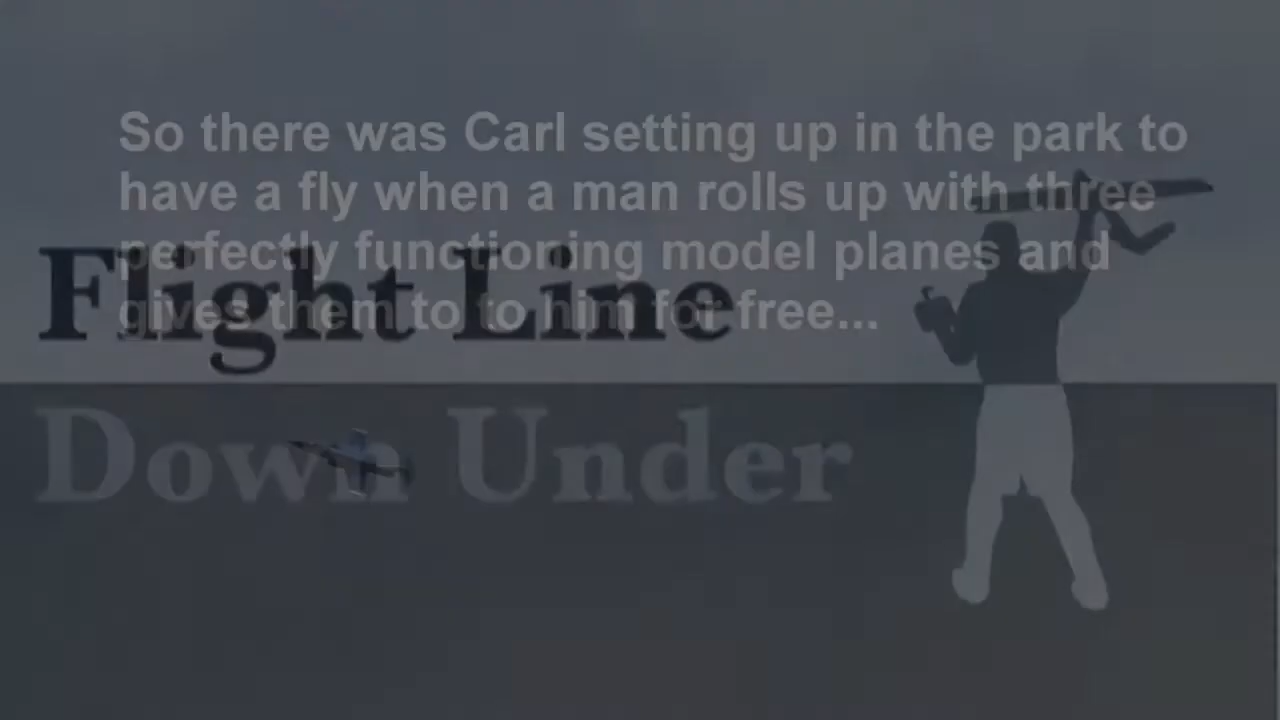 So there was Carl setting up in the park to
have a fly when a man rolls up with three
perfectly functioning model planes and
gives them to to him for free...
Flight Line
Down Under